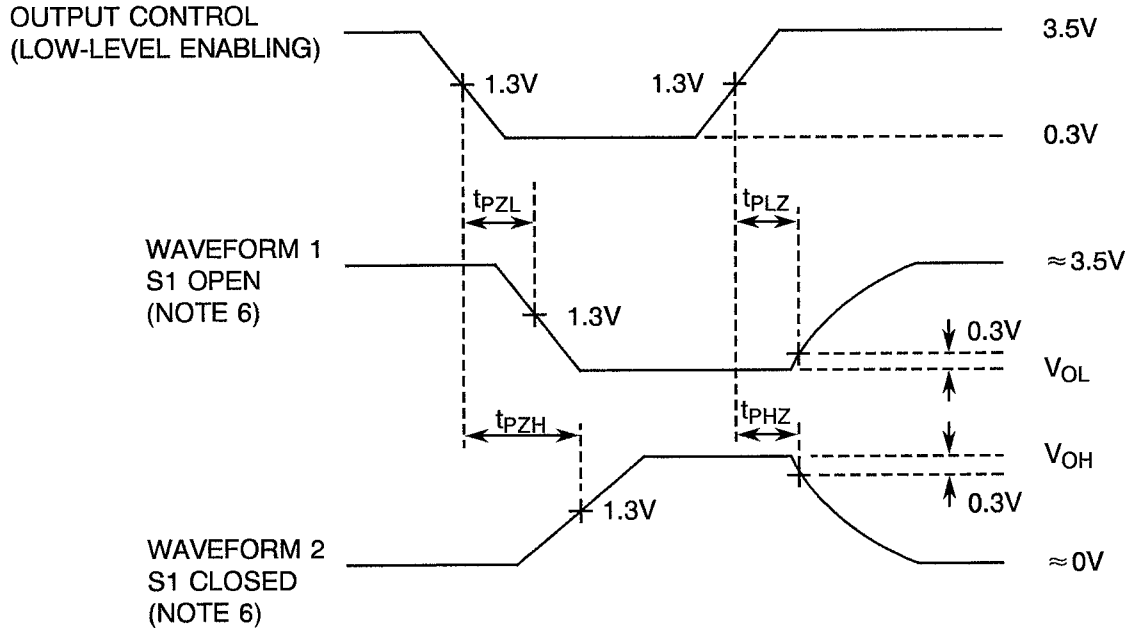 OUTPUT CONTROL
(LOW-LEVEL ENABLING)
1.3V
1.3V
3.5V
0.3V
tPZL
tPLZ
WAVEFORM 1
S1 OPEN
(NOTE 6)
1.3V
≈3.5V
0.3V
VOL
tPZH
tPHZ
VOH
0.3V
1.3V
WAVEFORM 2
S1 CLOSED
(NOTE 6)
≈0V